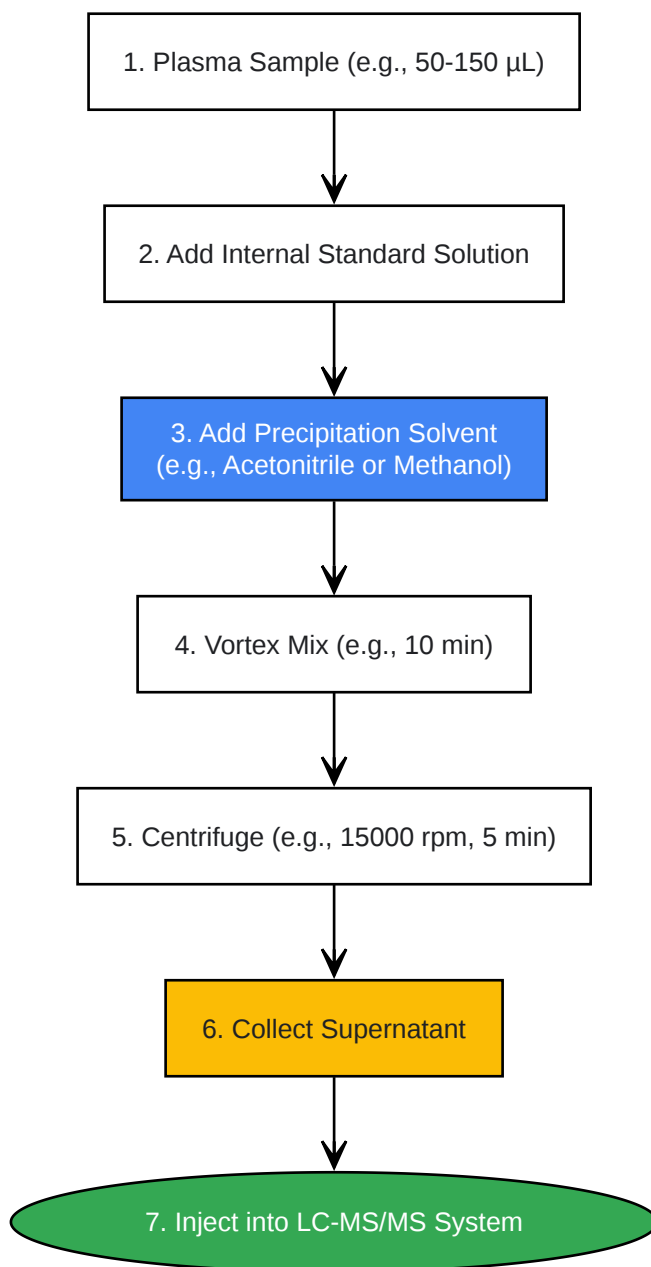 1. Plasma Sample (e.g., 50-150 µL)
2. Add Internal Standard Solution
3. Add Precipitation Solvent
(e.g., Acetonitrile or Methanol)
4. Vortex Mix (e.g., 10 min)
5. Centrifuge (e.g., 15000 rpm, 5 min)
6. Collect Supernatant
7. Inject into LC-MS/MS System